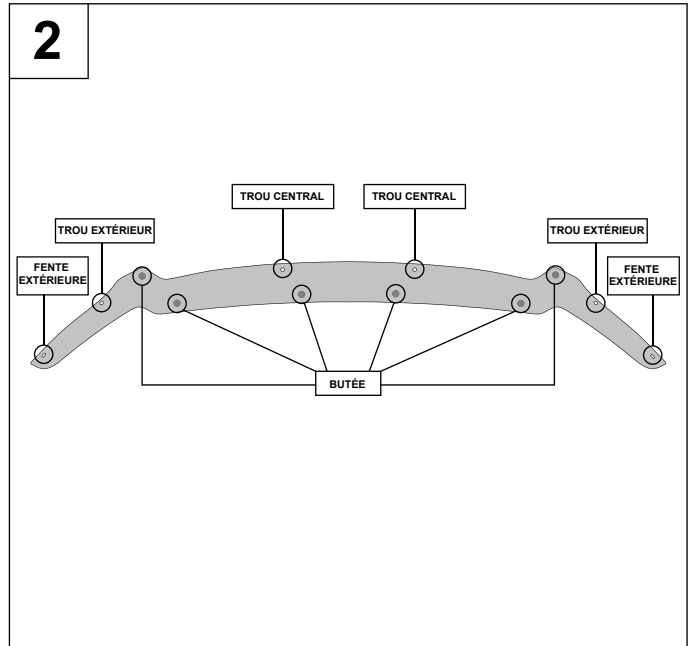 2
TROU CENTRAL
TROU CENTRAL
TROU EXTÉRIEUR
TROU EXTÉRIEUR
FENTE
EXTÉRIEURE
FENTE
EXTÉRIEURE
BUTÉE